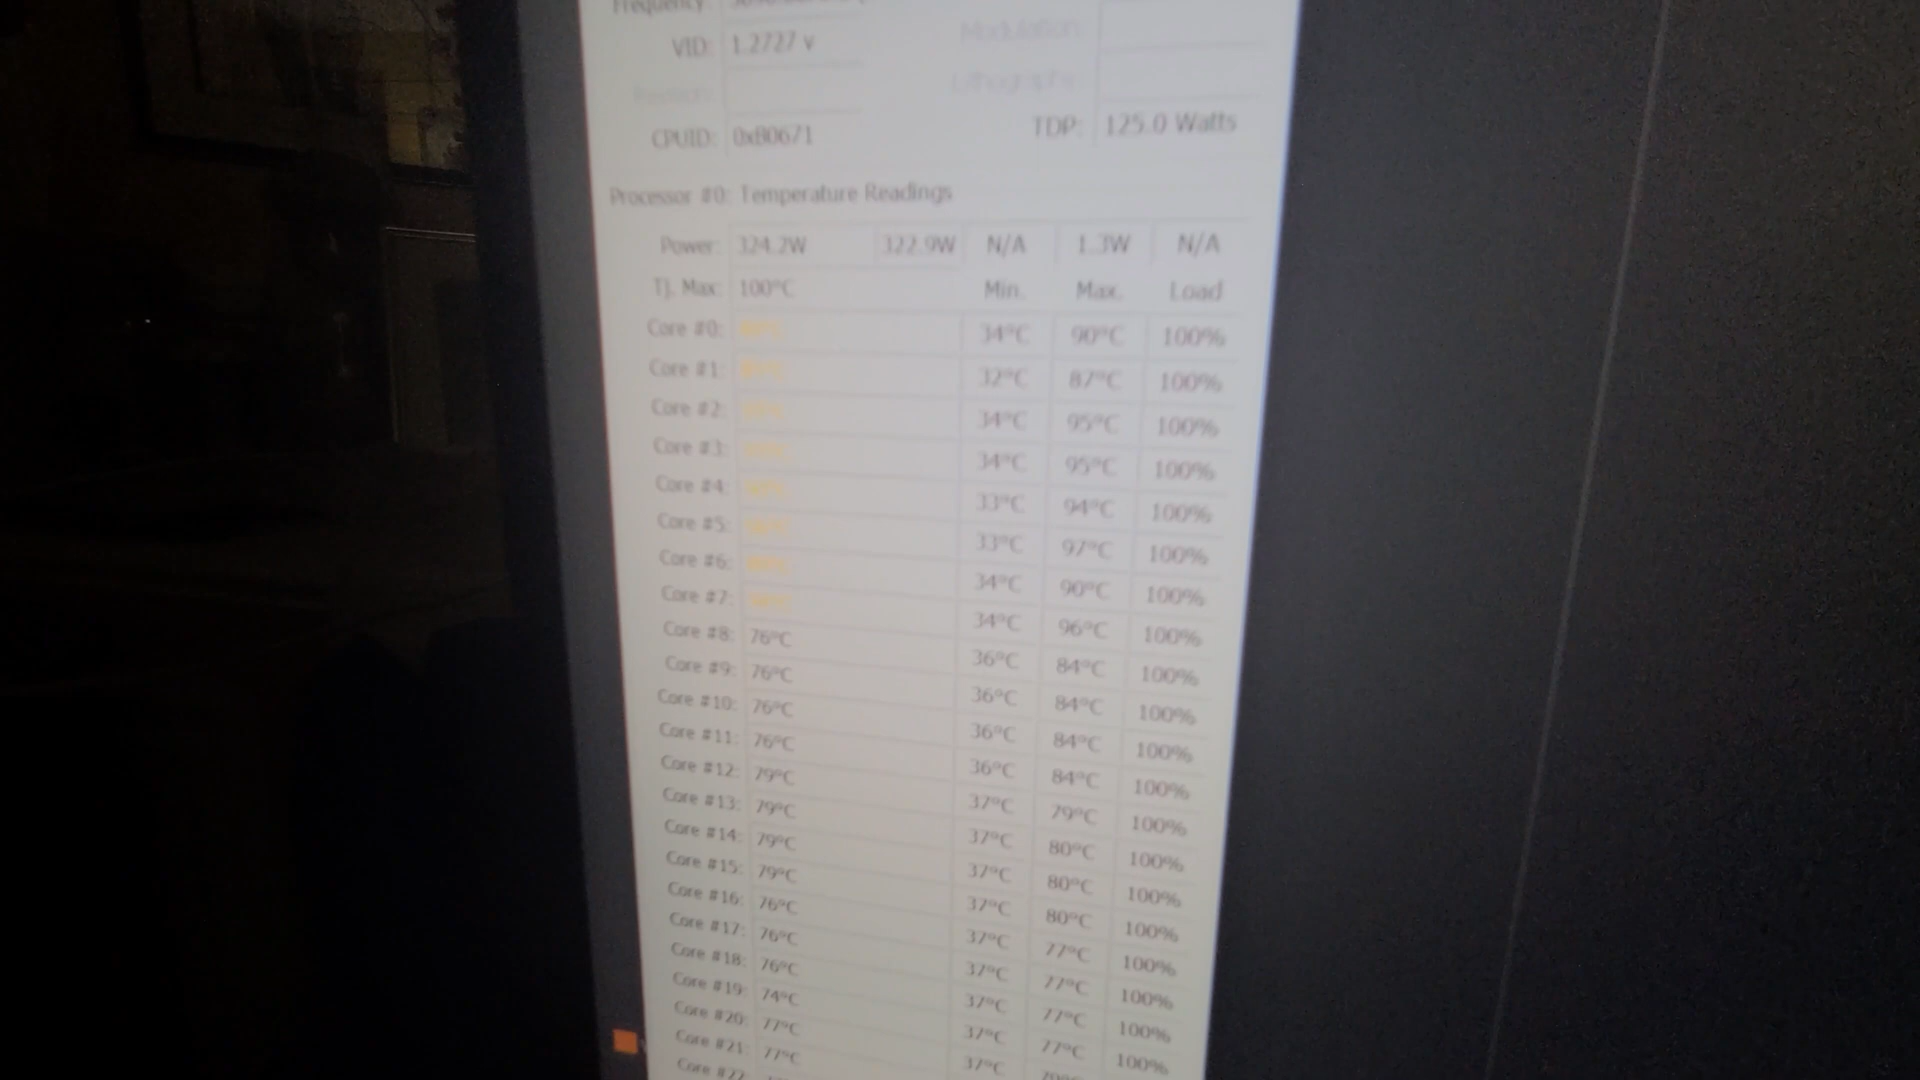 VID: 1.2727 v Modulation:
CPUID: 0xB0671 TDP: 125.0 Watts
Processor #0: Temperature Readings
Power: 324.2W 322.9W N/A 1.3W N/A
Tj. Max: 100°C Min. Max. Load
Core #0: 34°C 90°C 100%
Core #1: 32°C 87°C 100%
Core #2: 34°C 95°C 100%
Core #3: 34°C 95°C 100%
Core #4: 33°C 94°C 100%
Core #5: 33°C 97°C 100%
Core #6: 34°C 90°C 100%
Core #7: 34°C 96°C 100%
Core #8: 76°C 36°C 84°C 100%
Core #9: 76°C 36°C 84°C 100%
Core #10: 76°C 36°C 84°C 100%
Core #11: 76°C 36°C 84°C 100%
Core #12: 79°C 37°C 79°C 100%
Core #13: 79°C 37°C 80°C 100%
Core #14: 79°C 37°C 80°C 100%
Core #15: 79°C 37°C 80°C 100%
Core #16: 76°C 37°C 77°C 100%
Core #17: 76°C 37°C 77°C 100%
Core #18: 76°C 37°C 77°C 100%
Core #19: 74°C 37°C 77°C 100%
Core #20: 77°C 37°C
Core #21: 77°C
Core #22: